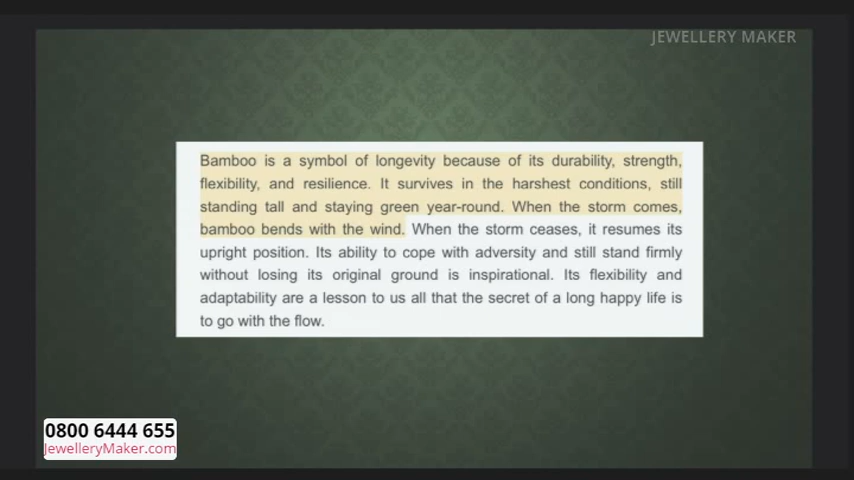 JEWELLERY MAKER
Bamboo is a symbol of longevity because of its durability, strength,
flexibility, and resilience. It survives in the harshest conditions, still
standing tall and staying green year-round. When the storm comes,
bamboo bends with the wind. When the storm ceases, it resumes its
upright position. Its ability to cope with adversity and still stand firmly
without losing its original ground is inspirational. Its flexibility and
adaptability are a lesson to us all that the secret of a long happy life is
to go with the flow.
0800 6444 655
JewelleryMaker.com